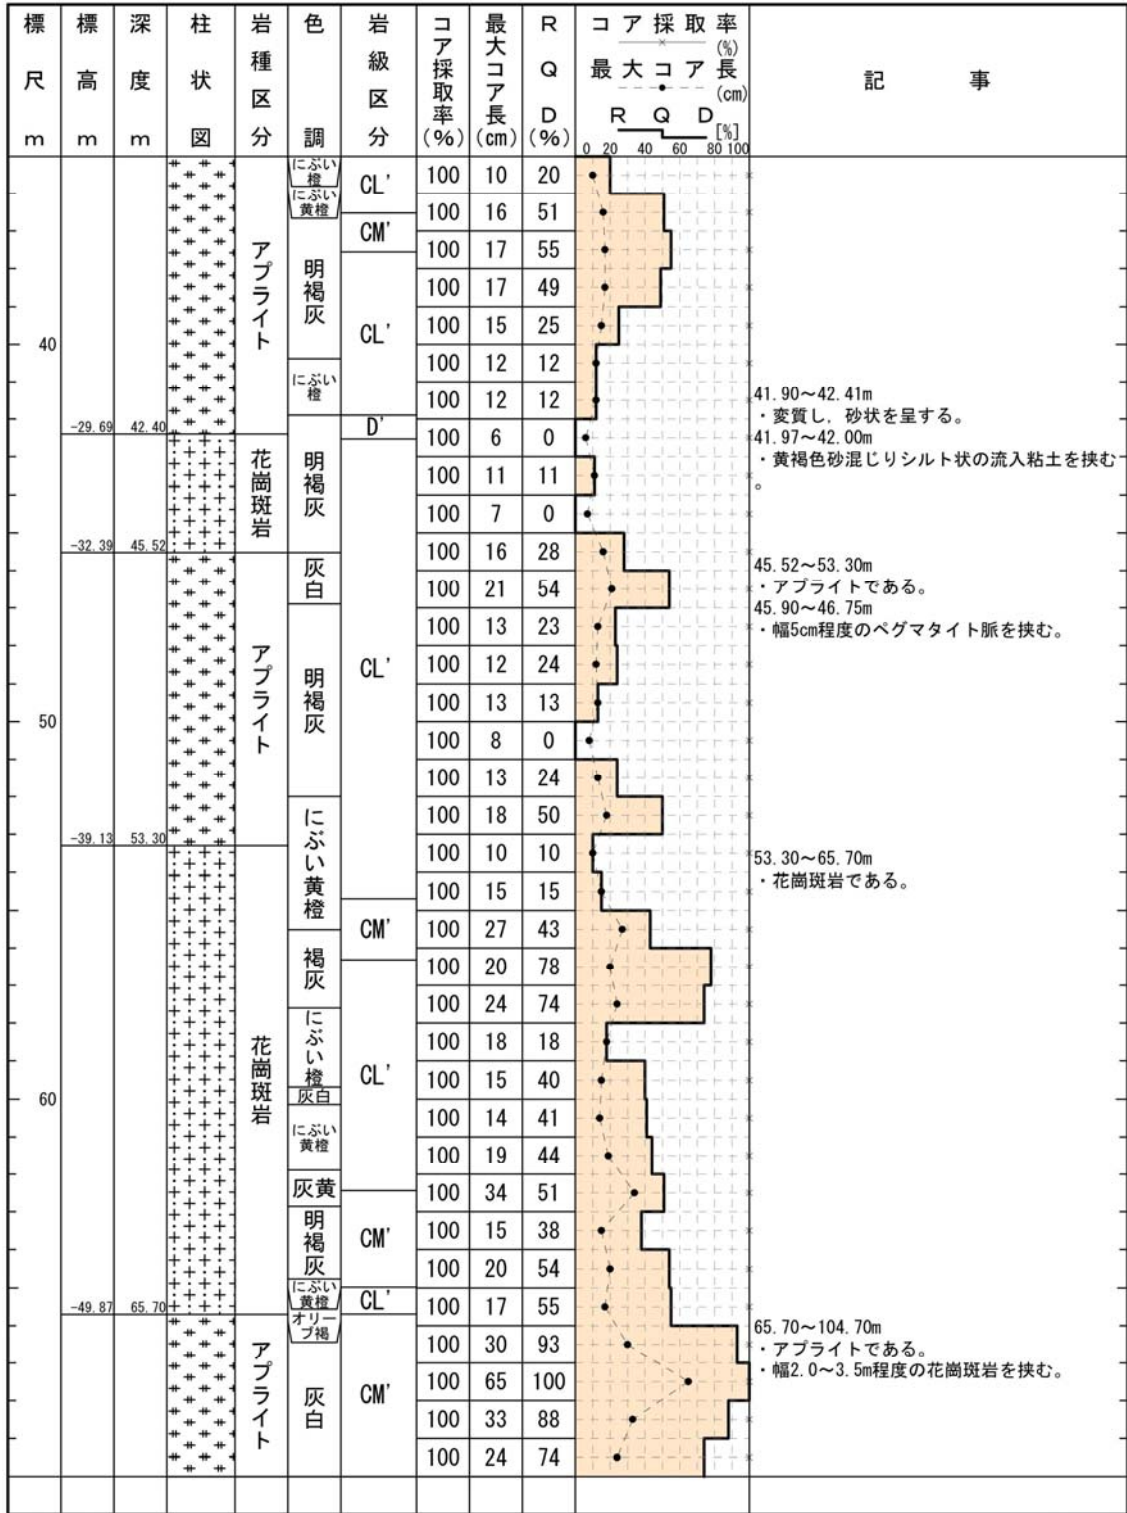 標尺m
標高m
深度m
柱状図
岩種区分
色調
岩級区分
コア採取率(%)
最大コア長(cm)
RQD(%)
コア採取率(%)
最大コア長(cm)
RQD[%]
0 20 40 60 80 100
記事
40
50
60
-29.69 42.40
-32.39 45.52
-39.13 53.30
-49.87 65.70
アプライト
花崗斑岩
アプライト
花崗斑岩
アプライト
にぶい橙
にぶい黄橙
明褐灰
にぶい橙
明褐灰
灰白
明褐灰
にぶい黄橙
褐灰
にぶい橙
灰白
にぶい黄橙
灰黄
明褐灰
にぶい黄橙
オリーブ褐
灰白
CL'
CM'
CL'
D'
CL'
CM'
CL'
CM'
CL'
CM'
100 10 20
100 16 51
100 17 55
100 17 49
100 15 25
100 12 12
100 12 12
100 6 0
100 11 11
100 7 0
100 16 28
100 21 54
100 13 23
100 12 24
100 13 13
100 8 0
100 13 24
100 18 50
100 10 10
100 15 15
100 27 43
100 20 78
100 24 74
100 18 18
100 15 40
100 14 41
100 19 44
100 34 51
100 15 38
100 20 54
100 17 55
100 30 93
100 65 100
100 33 88
100 24 74
41.90～42.41m
・変質し，砂状を呈する。
41.97～42.00m
・黄褐色砂混じりシルト状の流入粘土を挟む
。
45.52～53.30m
・アプライトである。
45.90～46.75m
・幅5cm程度のペグマタイト脈を挟む。
53.30～65.70m
・花崗斑岩である。
65.70～104.70m
・アプライトである。
・幅2.0～3.5m程度の花崗斑岩を挟む。